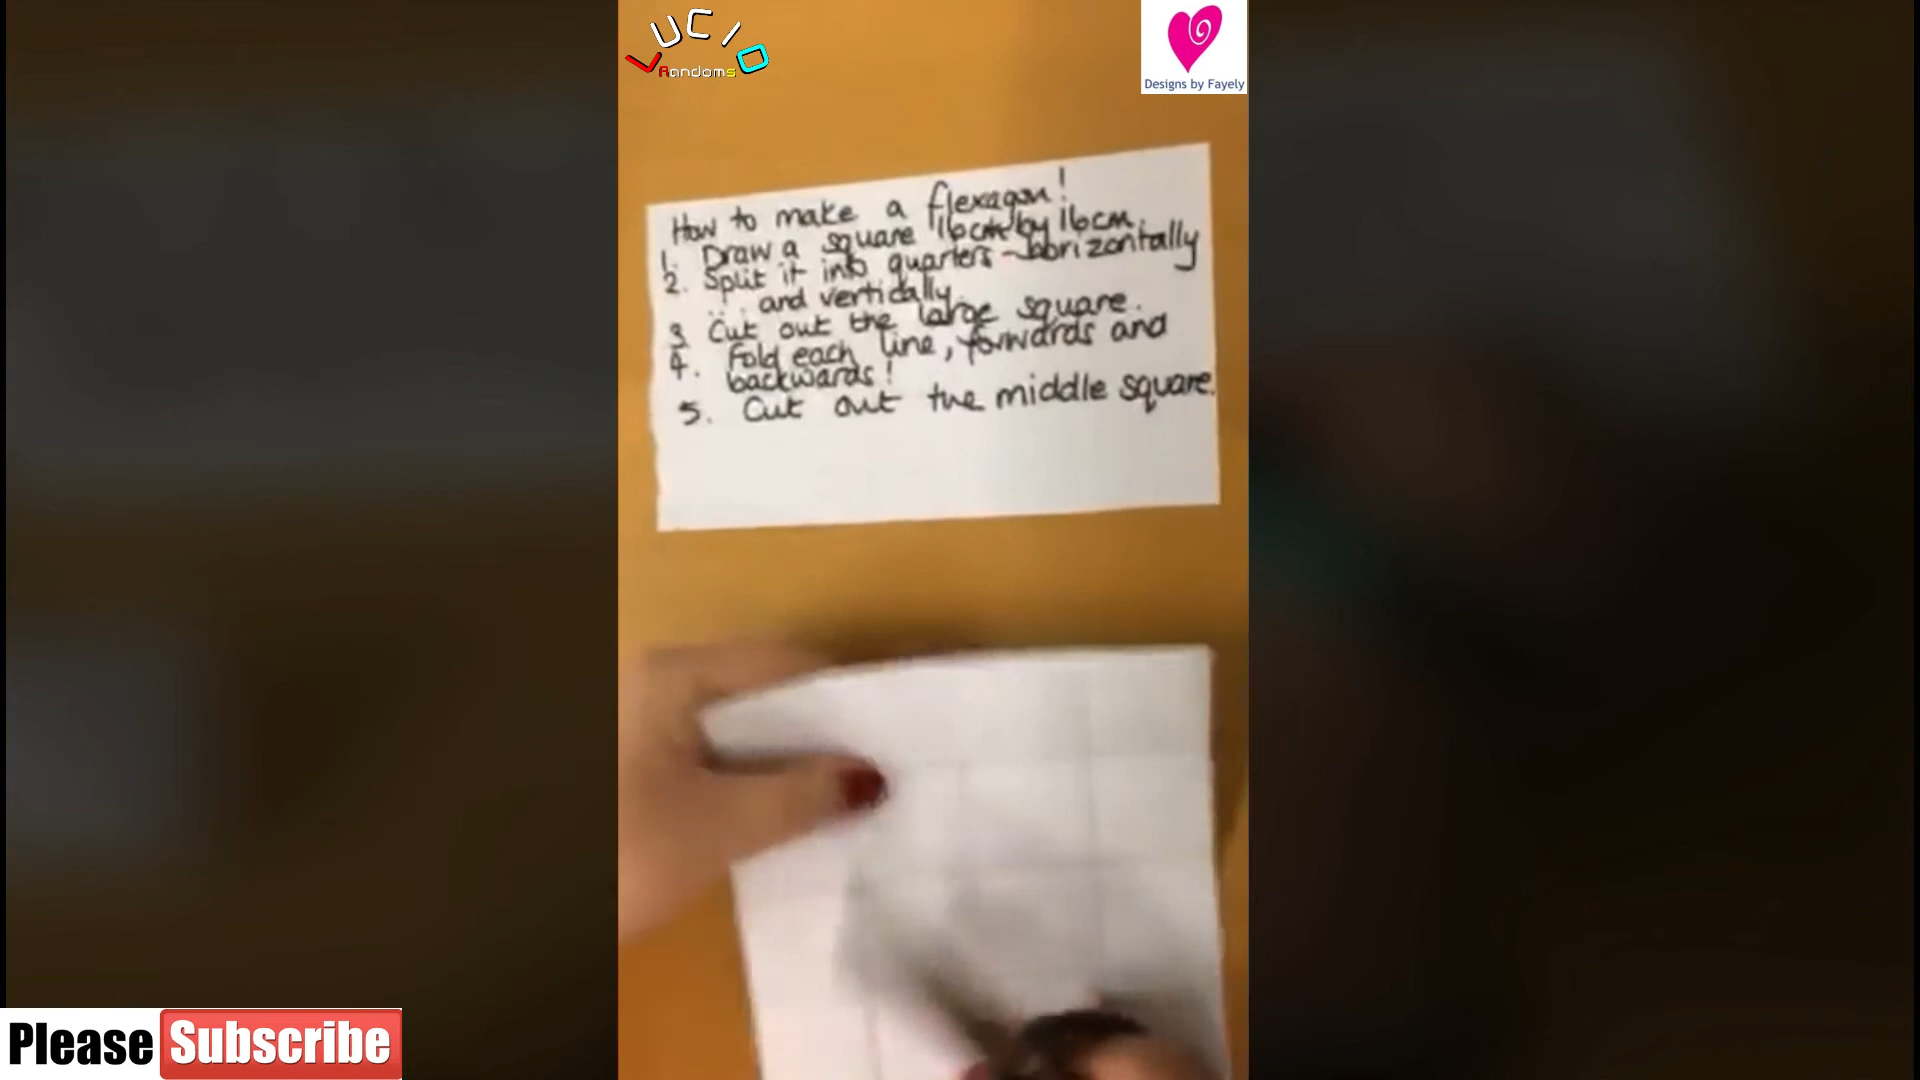 LUCIO
Randoms
Designs by Fayely
How to make a flexagon!
1. Draw a square 16cm by 16cm.
2. Split it into quarters - horizontally
... and vertically.
3 Cut out the large square.
4. Fold each line, forwards and
backwards!
5. Cut out the middle square.
Please Subscribe